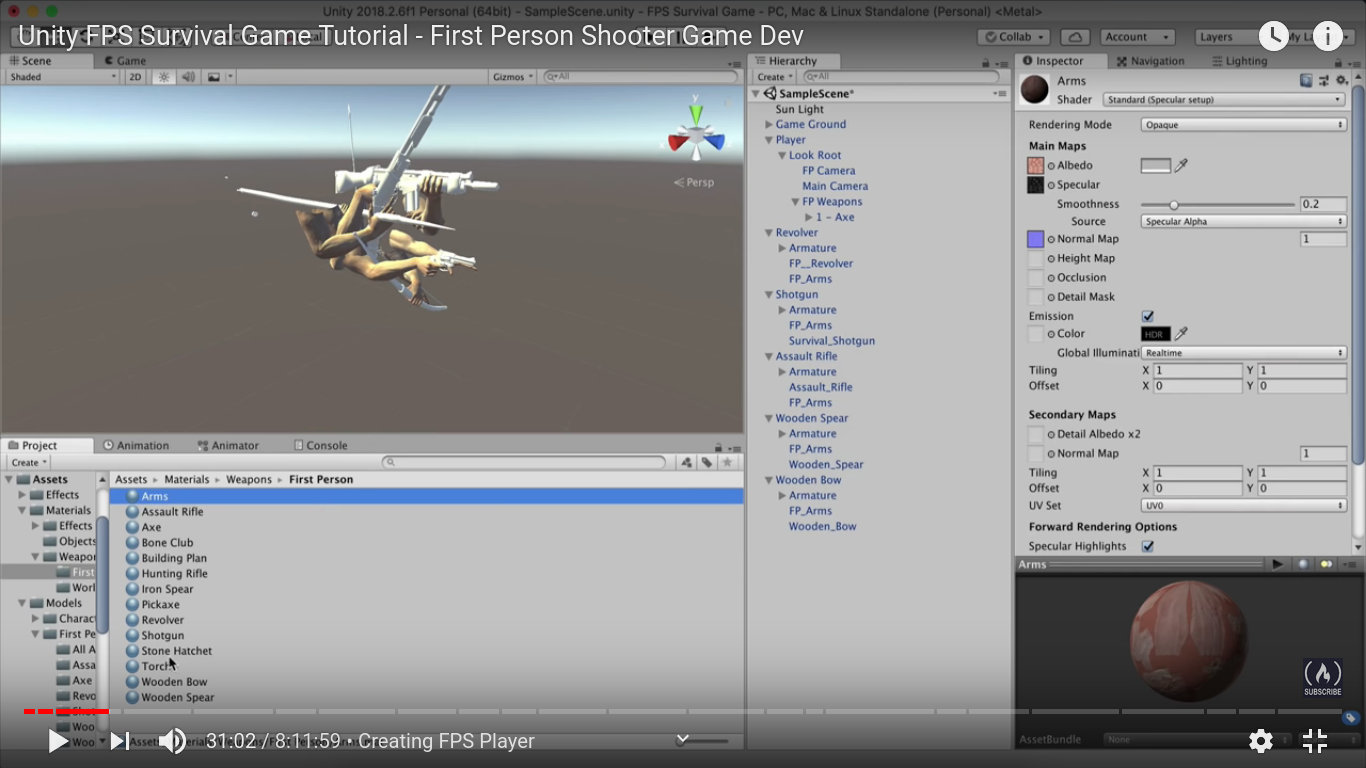 Unity 2018.2.6f1 Personal (64bit) - SampleScene.unity - FPS Survival Game - PC, Mac & Linux Standalone (Personal) <Metal>
Unity FPS Survival Game Tutorial - First Person Shooter Game Dev
Collab
Account
Layers
My La
Scene
Game
Shaded
2D
Gizmos
All
y
Persp
Hierarchy
Create
All
SampleScene*
Sun Light
Game Ground
Player
Look Root
FP Camera
Main Camera
FP Weapons
1 - Axe
Revolver
Armature
FP__Revolver
FP_Arms
Shotgun
Armature
FP_Arms
Survival_Shotgun
Assault Rifle
Armature
Assault_Rifle
FP_Arms
Wooden Spear
Armature
FP_Arms
Wooden_Spear
Wooden Bow
Armature
FP_Arms
Wooden_Bow
Inspector
Navigation
Lighting
Arms
Shader Standard (Specular setup)
Rendering Mode Opaque
Main Maps
Albedo
Specular
Smoothness 0.2
Source Specular Alpha
Normal Map 1
Height Map
Occlusion
Detail Mask
Emission
Color HDR
Global Illuminati Realtime
Tiling X 1 Y 1
Offset X 0 Y 0
Secondary Maps
Detail Albedo x2
Normal Map 1
Tiling X 1 Y 1
Offset X 0 Y 0
UV Set UV0
Forward Rendering Options
Specular Highlights
Arms
SUBSCRIBE
AssetBundle None
Project
Animation
Animator
Console
Create
Assets
Effects
Materials
Effects
Objects
Weapon
First
Worl
Models
Charac
First Pe
All A
Assa
Axe
Revo
Woo
Woo
Assets Materials Weapons First Person
Arms
Assault Rifle
Axe
Bone Club
Building Plan
Hunting Rifle
Iron Spear
Pickaxe
Revolver
Shotgun
Stone Hatchet
Torch
Wooden Bow
Wooden Spear
31:02 / 8:11:59 • Creating FPS Player